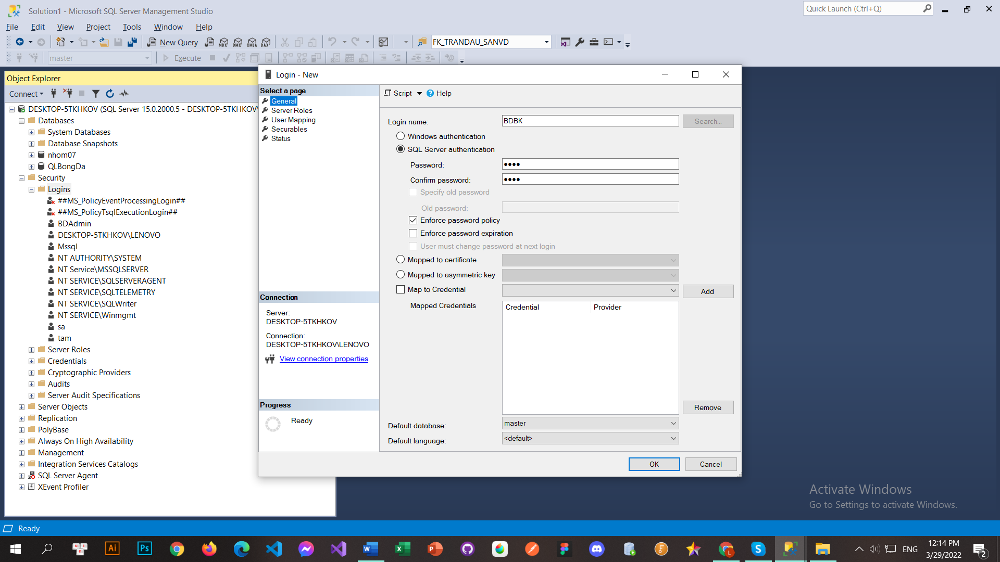 Solution1 - Microsoft SQL Server Management Studio
Quick Launch (Ctrl+Q)
File Edit View Project Tools Window Help
New Query
MDX DMX XMLA DAX
FK_TRANDAU_SANVD
master
Execute
Object Explorer
Connect
DESKTOP-5TKHKOV (SQL Server 15.0.2000.5 - DESKTOP-5TKHKOV\
Databases
System Databases
Database Snapshots
nhom07
QLBongDa
Security
Logins
##MS_PolicyEventProcessingLogin##
##MS_PolicyTsqlExecutionLogin##
BDAdmin
DESKTOP-5TKHKOV\LENOVO
Mssql
NT AUTHORITY\SYSTEM
NT Service\MSSQLSERVER
NT SERVICE\SQLSERVERAGENT
NT SERVICE\SQLTELEMETRY
NT SERVICE\SQLWriter
NT SERVICE\Winmgmt
sa
tam
Server Roles
Credentials
Cryptographic Providers
Audits
Server Audit Specifications
Server Objects
Replication
PolyBase
Always On High Availability
Management
Integration Services Catalogs
SQL Server Agent
XEvent Profiler
Login - New
Select a page
General
Server Roles
User Mapping
Securables
Status
Connection
Server:
DESKTOP-5TKHKOV
Connection:
DESKTOP-5TKHKOV\LENOVO
View connection properties
Progress
Ready
Script
Help
Login name:
BDBK
Search...
Windows authentication
SQL Server authentication
Password:
••••
Confirm password:
••••
Specify old password
Old password:
Enforce password policy
Enforce password expiration
User must change password at next login
Mapped to certificate
Mapped to asymmetric key
Map to Credential
Add
Mapped Credentials
Credential Provider
Remove
Default database:
master
Default language:
<default>
OK
Cancel
Activate Windows
Go to Settings to activate Windows.
Ready
Ai
Ps
ENG
12:14 PM
3/29/2022
2